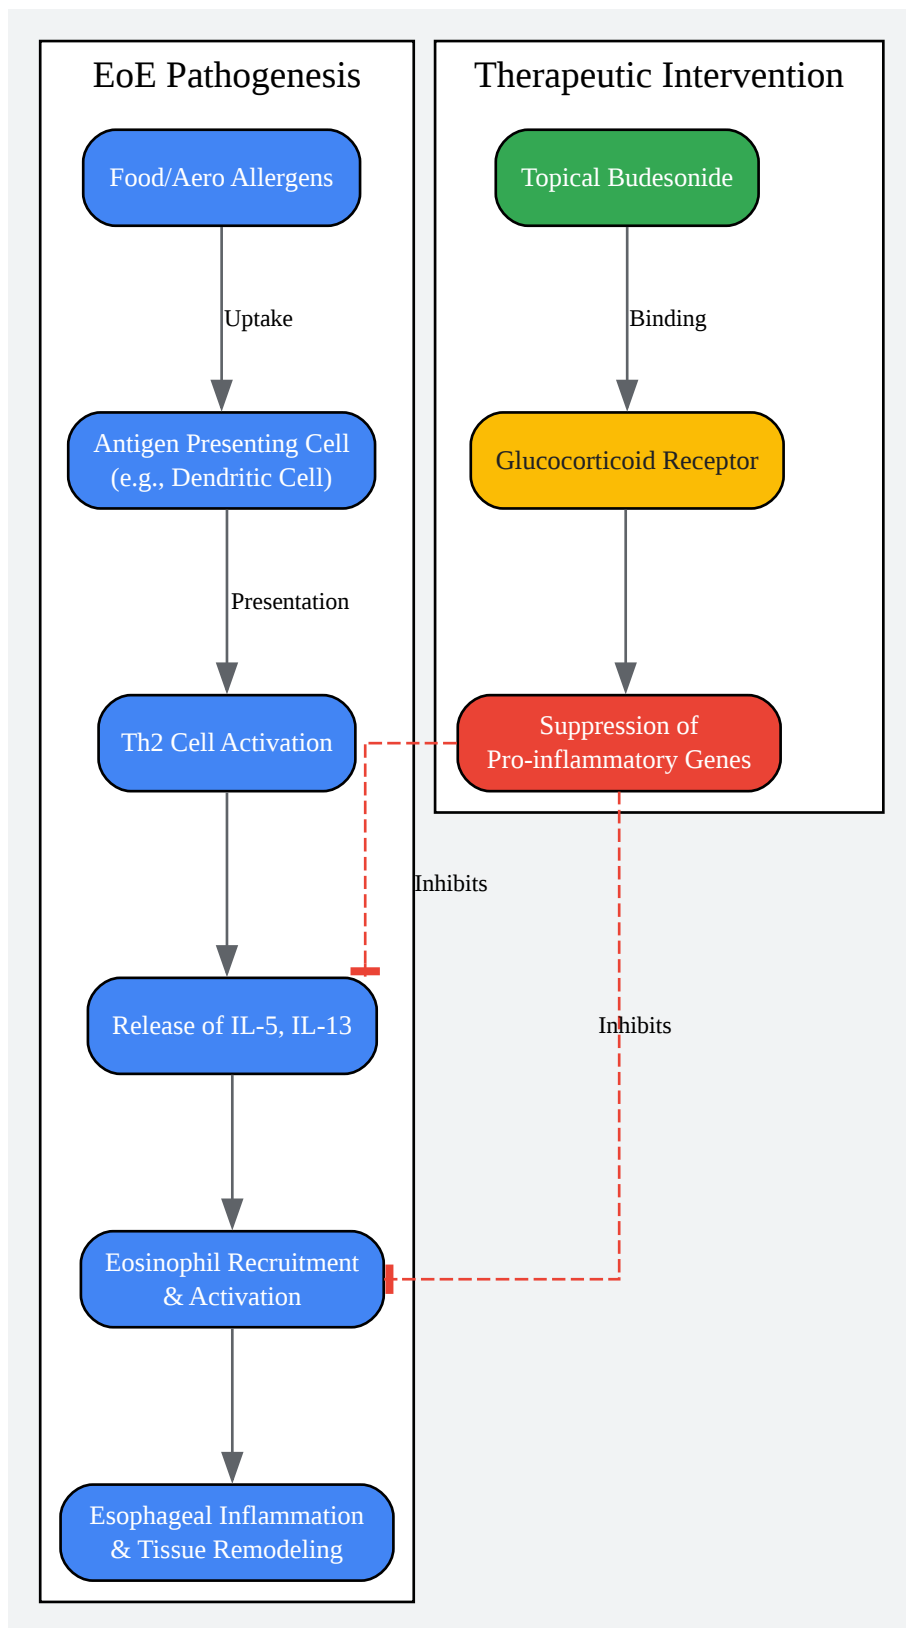 EoE Pathogenesis
Food/Aero Allergens
Uptake
Antigen Presenting Cell
(e.g., Dendritic Cell)
Presentation
Th2 Cell Activation
Release of IL-5, IL-13
Eosinophil Recruitment
& Activation
Esophageal Inflammation
& Tissue Remodeling
Therapeutic Intervention
Topical Budesonide
Binding
Glucocorticoid Receptor
Suppression of
Pro-inflammatory Genes
Inhibits
Inhibits